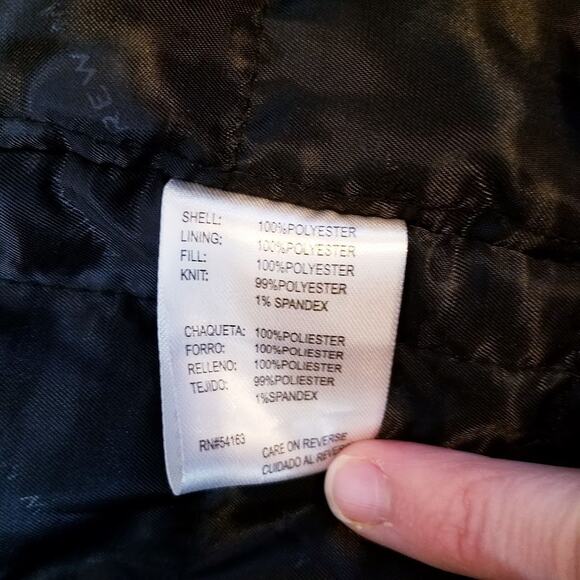 REW
SHELL: 100%POLYESTER
LINING: 100%POLYESTER
FILL: 100%POLYESTER
KNIT: 99%POLYESTER
1% SPANDEX
CHAQUETA: 100%POLIESTER
FORRO: 100%POLIESTER
RELLENO: 100%POLIESTER
TEJIDO: 99%POLIESTER
1%SPANDEX
RN#54163
CARE ON REVERSE
CUIDADO AL